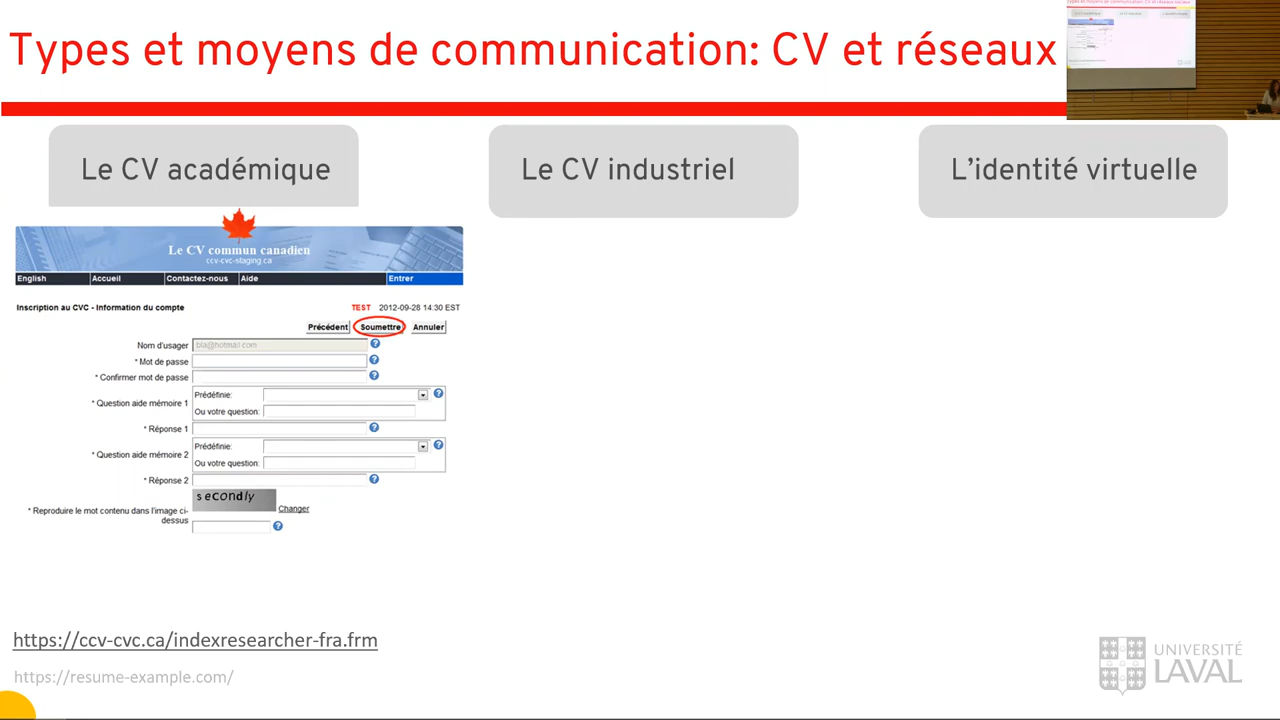 Types et moyens de communication: CV et réseaux
Le CV académique
Le CV industriel
L'identité virtuelle
Le CV commun canadien
ccv-cvc-staging.ca
English Accueil Contactez-nous Aide Entrer
Inscription au CVC - Information du compte TEST 2012-09-28 14:30 EST
Précédent Soumettre Annuler
Nom d'usager bla@hotmail.com
* Mot de passe
* Confirmer mot de passe
* Question aide mémoire 1 Prédéfinie:
Ou votre question:
* Réponse 1
* Question aide mémoire 2 Prédéfinie:
Ou votre question:
* Réponse 2
secondly
Changer
* Reproduire le mot contenu dans l'image ci-
dessus
https://ccv-cvc.ca/indexresearcher-fra.frm
https://resume-example.com/
UNIVERSITÉ
LAVAL